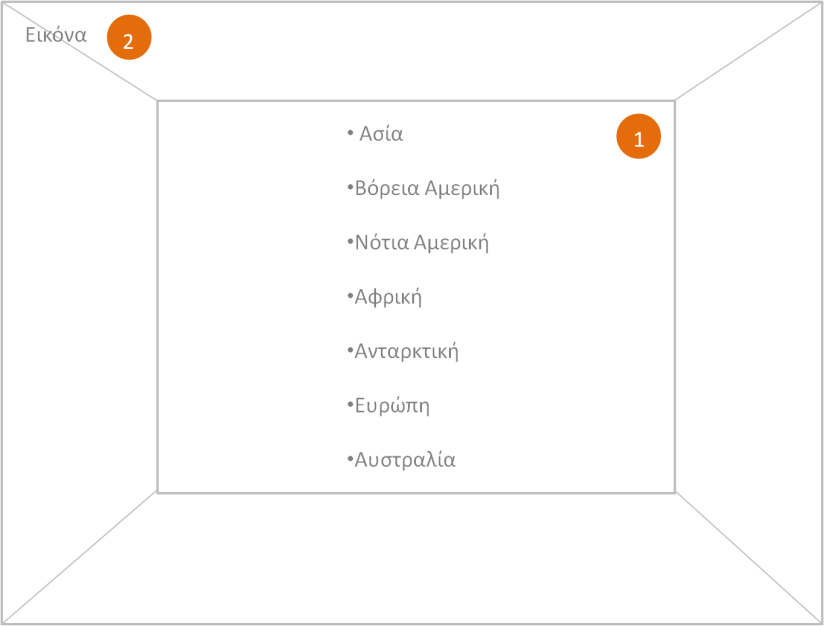 Εικόνα 2
1
• Ασία
•Βόρεια Αμερική
•Νότια Αμερική
•Αφρική
•Ανταρκτική
•Ευρώπη
•Αυστραλία